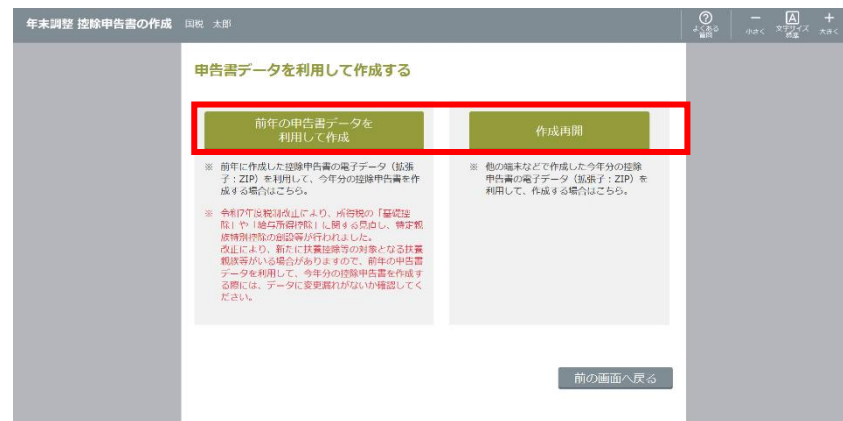 年末調整 控除申告書の作成 国税 太郎
よくある
質問
小さく
文字サイズ
標準
大きく
申告書データを利用して作成する
前年の申告書データを
利用して作成
作成再開
※ 前年に作成した控除申告書の電子データ（拡張
子：ZIP）を利用して、今年分の控除申告書を作
成する場合はこちら。
※ 令和7年度税制改正により、所得税の「基礎控
除」や「給与所得控除」に関する見直し、特定親
族特別控除の創設等が行われました。
改正により、新たに扶養控除等の対象となる扶養
親族等がいる場合がありますので、前年の申告書
データを利用して、今年分の控除申告書を作成す
る際には、データに変更漏れがないか確認してく
ださい。
※ 他の端末などで作成した今年分の控除
申告書の電子データ（拡張子：ZIP）を
利用して、作成する場合はこちら。
前の画面へ戻る